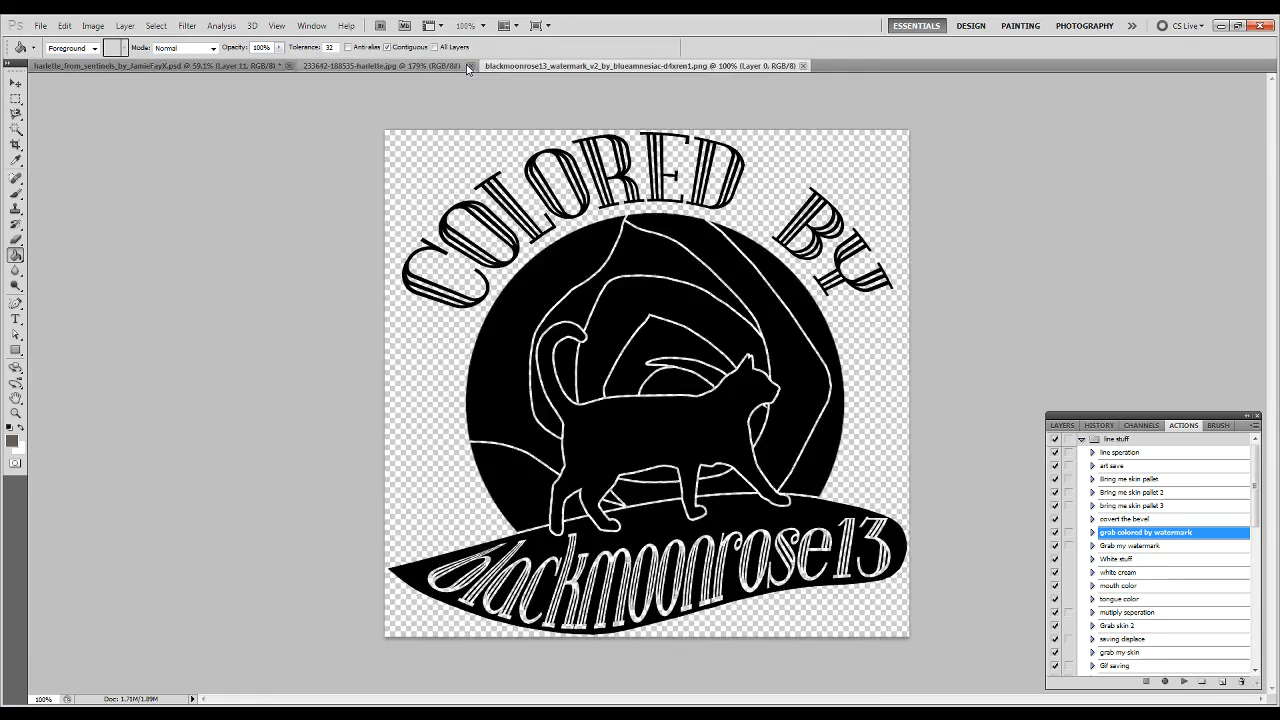 Ps File Edit Image Layer Select Filter Analysis 3D View Window Help Br Mb 100% ESSENTIALS DESIGN PAINTING PHOTOGRAPHY CS Live
Foreground Mode: Normal Opacity: 100% Tolerance: 32 Anti-alias Contiguous All Layers
harlette_from_sentinels_by_JamieFayX.psd @ 59.1% (Layer 11, RGB/8) * 233642-188535-harlette.jpg @ 179% (RGB/8#) blackmoonrose13_watermark_v2_by_blueamnesiac-d4xren1.png @ 100% (Layer 0, RGB/8)
COLORED BY
blackmoonrose13
LAYERS HISTORY CHANNELS ACTIONS BRUSH
line stuff
line speration
art save
Bring me skin pallet
Bring me skin pallet 2
bring me skin pallet 3
covert the bevel
grab colored by watermark
Grab my watermark
White stuff
white cream
mouth color
tongue color
mutiply seperation
Grab skin 2
saving displace
grab my skin
Gif saving
100% Doc: 1.71M/1.89M